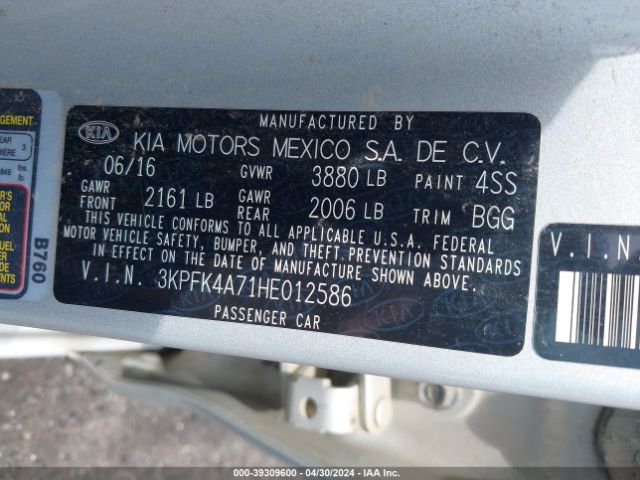 MANUFACTURED BY
KIA KIA MOTORS MEXICO S.A. DE C.V.
06/16 GVWR 3880 LB PAINT 4SS
GAWR FRONT 2161 LB GAWR REAR 2006 LB TRIM BGG
THIS VEHICLE CONFORMS TO ALL APPLICABLE U.S.A. FEDERAL
MOTOR VEHICLE SAFETY, BUMPER, AND THEFT PREVENTION STANDARDS
IN EFFECT ON THE DATE OF MANUFACTURE SHOWN ABOVE.
V.I.N. 3KPFK4A71HE012586
PASSENGER CAR
B760
V.I.N.
000-39309600 - 04/30/2024 - IAA Inc.